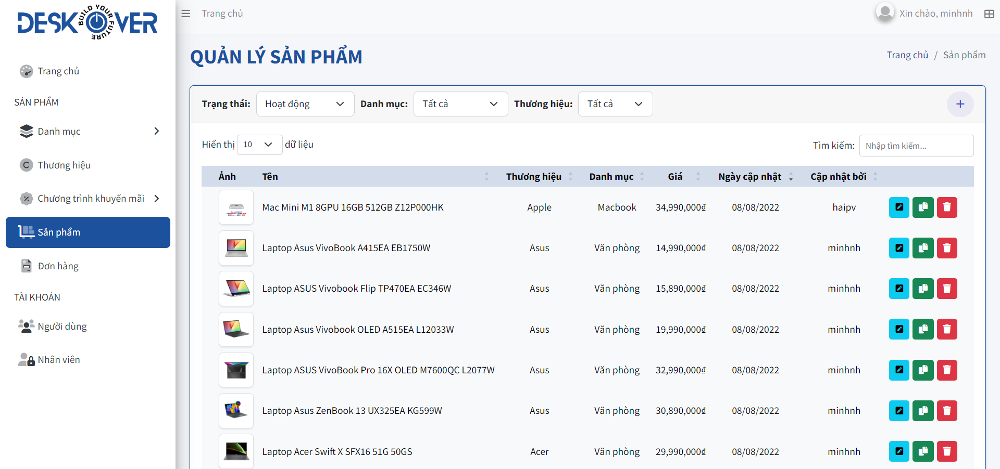 DESKOVER
BUILD YOUR FUTURE
Trang chủ
SẢN PHẨM
Danh mục
Thương hiệu
Chương trình khuyến mãi
Sản phẩm
Đơn hàng
TÀI KHOẢN
Người dùng
Nhân viên
Trang chủ
Xin chào, minhnh
QUẢN LÝ SẢN PHẨM
Trang chủ / Sản phẩm
Trạng thái: Hoạt động Danh mục: Tất cả Thương hiệu: Tất cả +
Hiển thị 10 dữ liệu
Tìm kiếm: Nhập tìm kiếm...
Ảnh Tên Thương hiệu Danh mục Giá Ngày cập nhật Cập nhật bởi
Mac Mini M1 8GPU 16GB 512GB Z12P000HK Apple Macbook 34,990,000₫ 08/08/2022 haipv
Laptop Asus VivoBook A415EA EB1750W Asus Văn phòng 14,990,000₫ 08/08/2022 minhnh
Laptop ASUS Vivobook Flip TP470EA EC346W Asus Văn phòng 15,890,000₫ 08/08/2022 minhnh
Laptop Asus Vivobook OLED A515EA L12033W Asus Văn phòng 19,990,000₫ 08/08/2022 minhnh
Laptop ASUS VivoBook Pro 16X OLED M7600QC L2077W Asus Văn phòng 32,990,000₫ 08/08/2022 minhnh
Laptop Asus ZenBook 13 UX325EA KG599W Asus Văn phòng 30,890,000₫ 08/08/2022 minhnh
Laptop Acer Swift X SFX16 51G 50GS Acer Văn phòng 29,990,000₫ 08/08/2022 minhnh